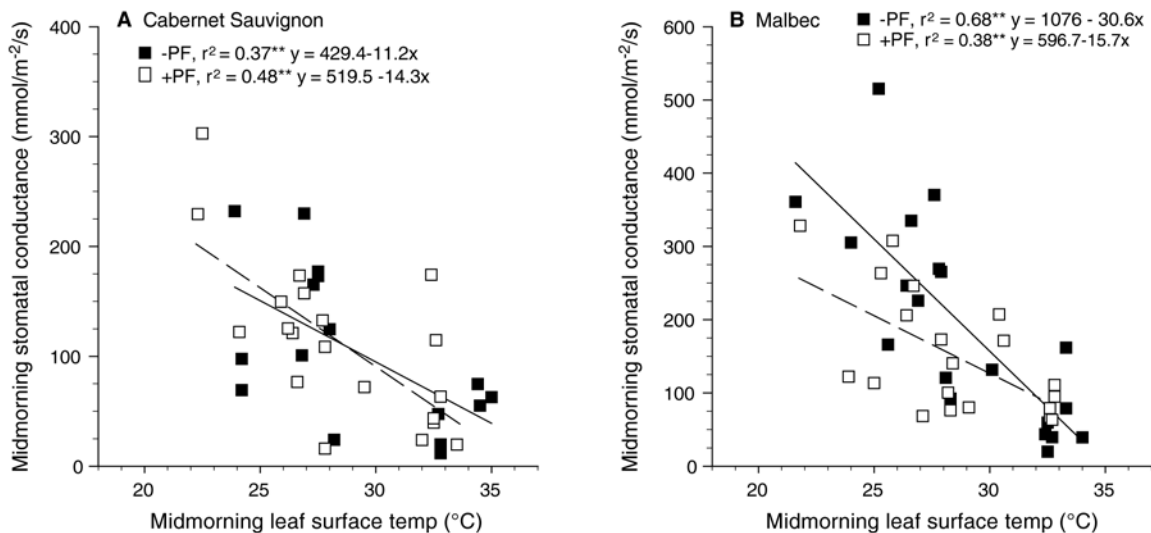 A Cabernet Sauvignon
-PF, r² = 0.37** y = 429.4-11.2x
+PF, r² = 0.48** y = 519.5 -14.3x
Midmorning stomatal conductance (mmol/m⁻²/s)
400
300
200
100
0
20 25 30 35
Midmorning leaf surface temp (°C)
B Malbec
-PF, r² = 0.68** y = 1076 - 30.6x
+PF, r² = 0.38** y = 596.7-15.7x
Midmorning stomatal conductance (mmol/m⁻²/s)
600
500
400
300
200
100
0
20 25 30 35
Midmorning leaf surface temp (°C)